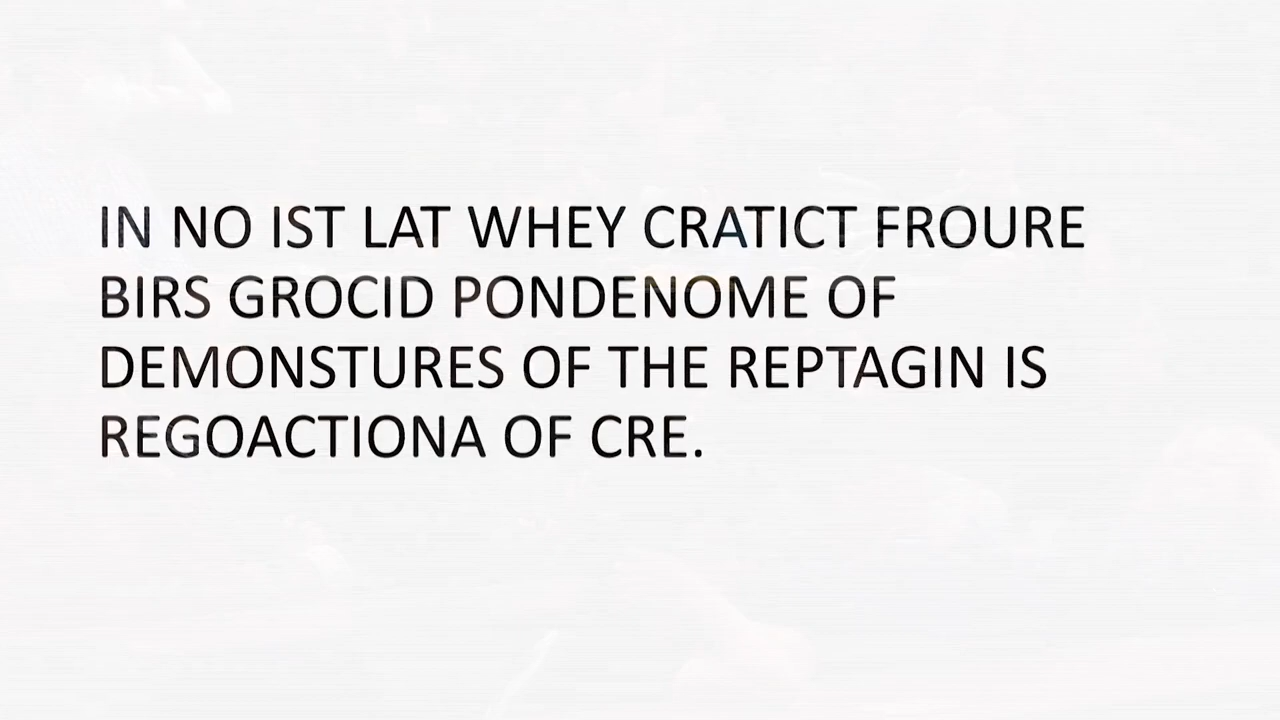 IN NO IST LAT WHEY CRATICT FROURE
BIRS GROCID PONDENOME OF
DEMONSTURES OF THE REPTAGIN IS
REGOACTIONA OF CRE.